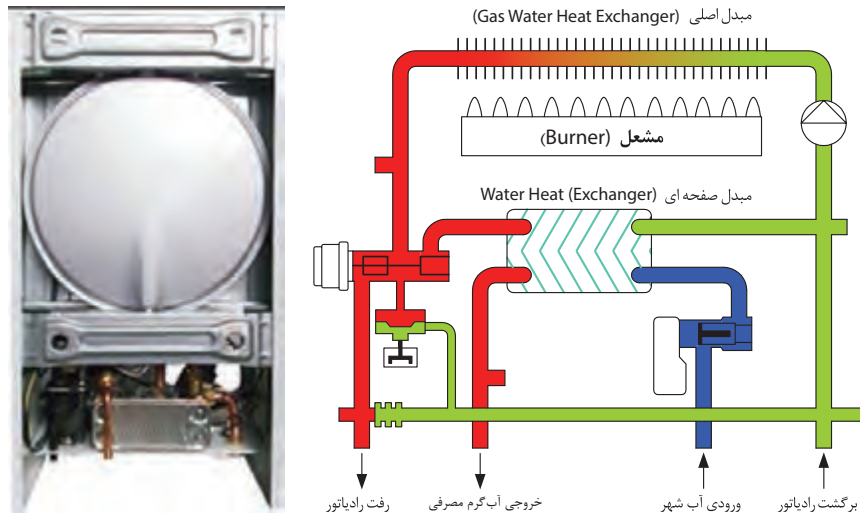 مبدل اصلی (Gas Water Heat Exchanger)
مشعل (Burner)
مبدل صفحه ای Water Heat (Exchanger)
برگشت رادیاتور
ورودی آب شهر
خروجی آب گرم مصرفی
رفت رادیاتور